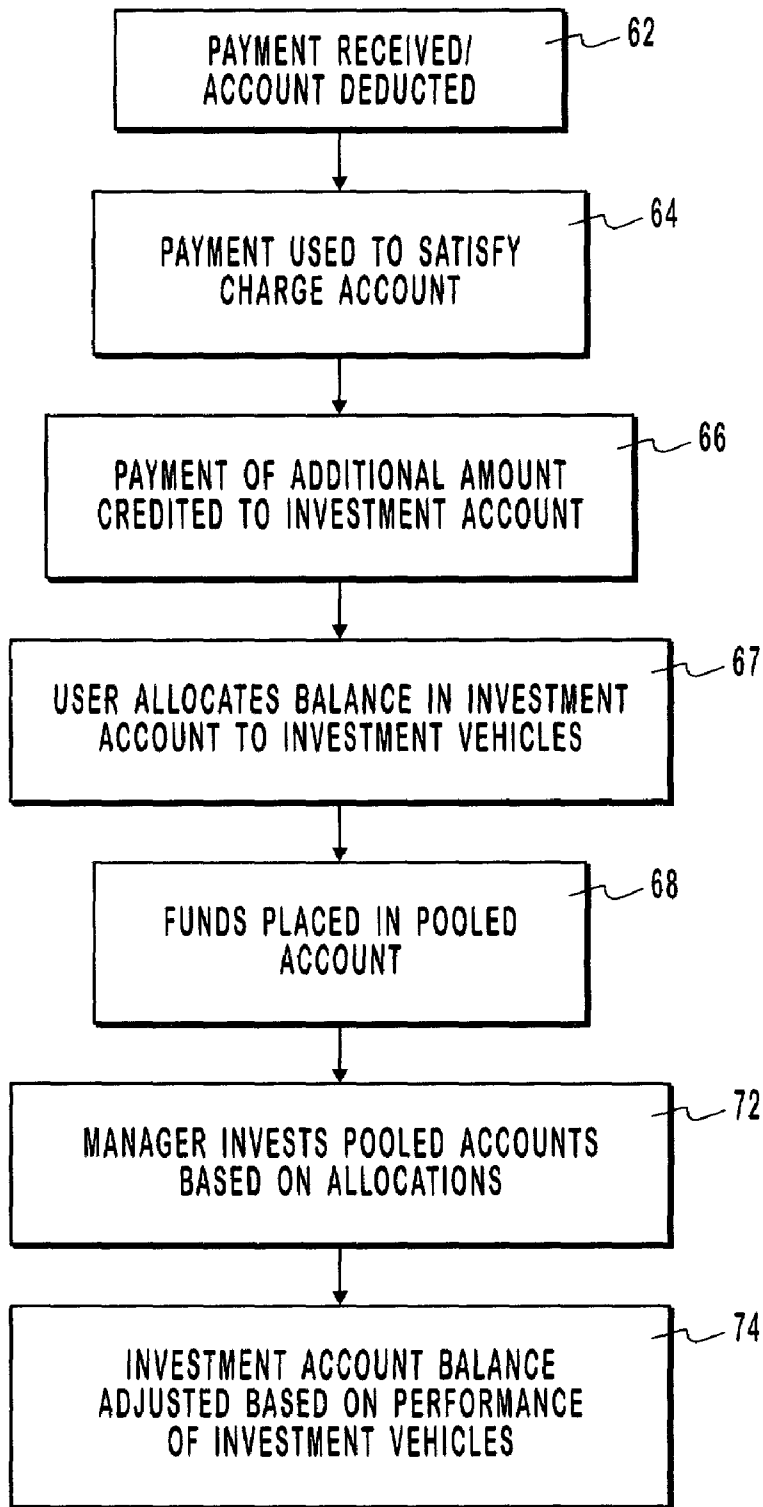 PAYMENT RECEIVED/
ACCOUNT DEDUCTED
62
PAYMENT USED TO SATISFY
CHARGE ACCOUNT
64
PAYMENT OF ADDITIONAL AMOUNT
CREDITED TO INVESTMENT ACCOUNT
66
USER ALLOCATES BALANCE IN INVESTMENT
ACCOUNT TO INVESTMENT VEHICLES
67
FUNDS PLACED IN POOLED
ACCOUNT
68
MANAGER INVESTS POOLED ACCOUNTS
BASED ON ALLOCATIONS
72
INVESTMENT ACCOUNT BALANCE
ADJUSTED BASED ON PERFORMANCE
OF INVESTMENT VEHICLES
74